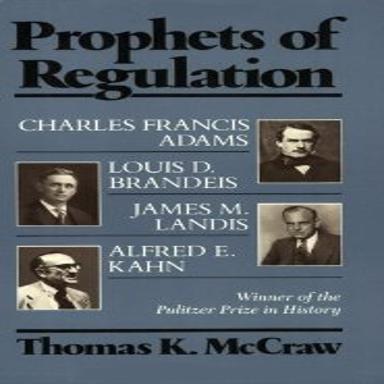 Prophets of
Regulation
CHARLES FRANCIS
ADAMS
LOUIS D.
BRANDEIS
JAMES M.
LANDIS
ALFRED E.
KAHN
Winner of the
Pulitzer Prize in History
Thomas K. McCraw